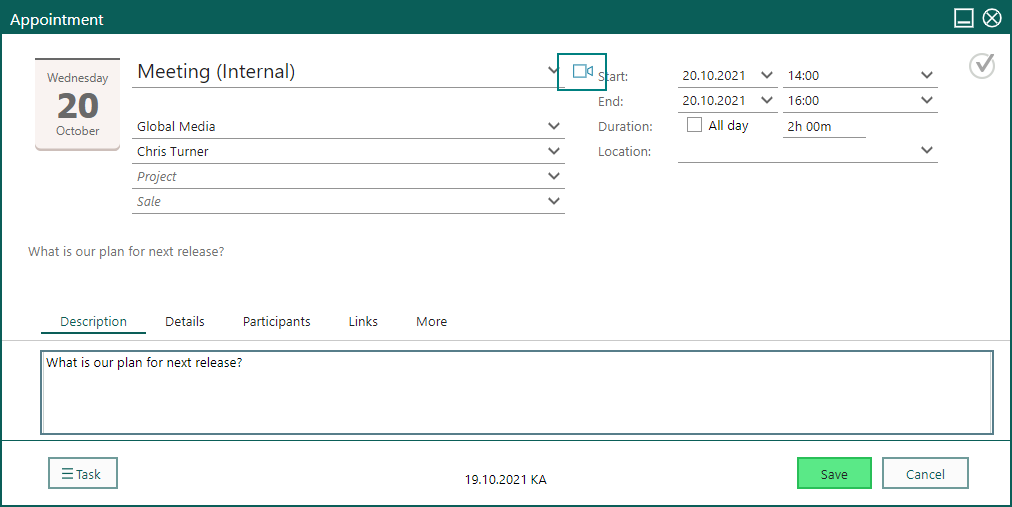 Appointment
Wednesday
20
October
Meeting (Internal)
Global Media
Chris Turner
Project
Sale
Start: 20.10.2021 14:00
End: 20.10.2021 16:00
Duration: All day 2h 00m
Location:
What is our plan for next release?
Description Details Participants Links More
What is our plan for next release?
Task 19.10.2021 KA Save Cancel